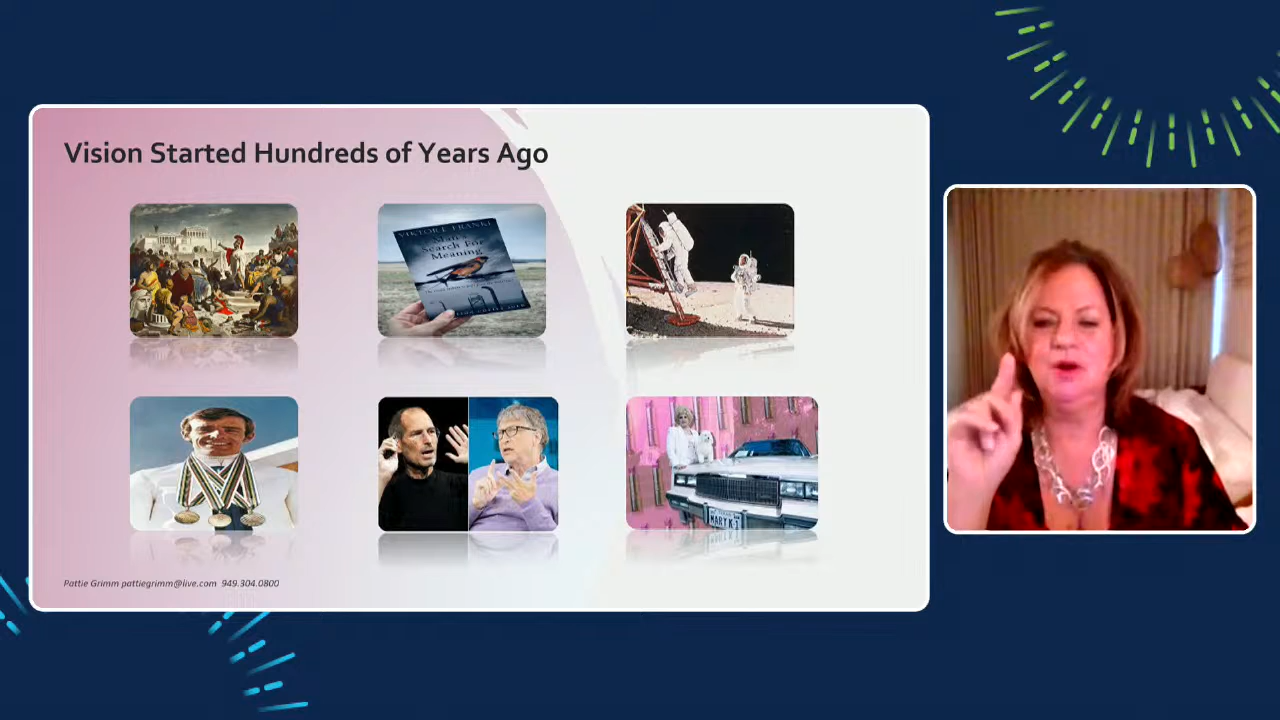 Vision Started Hundreds of Years Ago
VIKTOR E FRANKL
Man's
Search For
Meaning
MARY K
Pattie Grimm pattiegrimm@live.com 949.304.0800